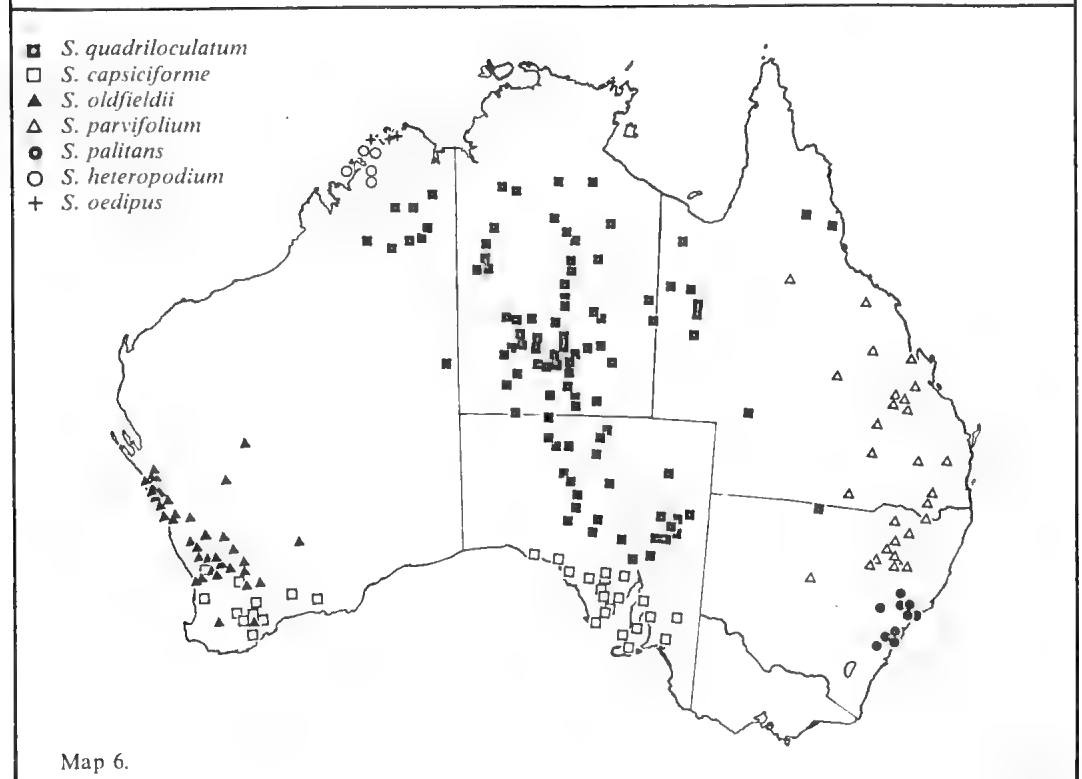 S. quadriloculatum
S. capsiciforme
S. oldfieldii
S. parvifolium
S. palitans
S. heteropodium
S. oedipus
Map 6.